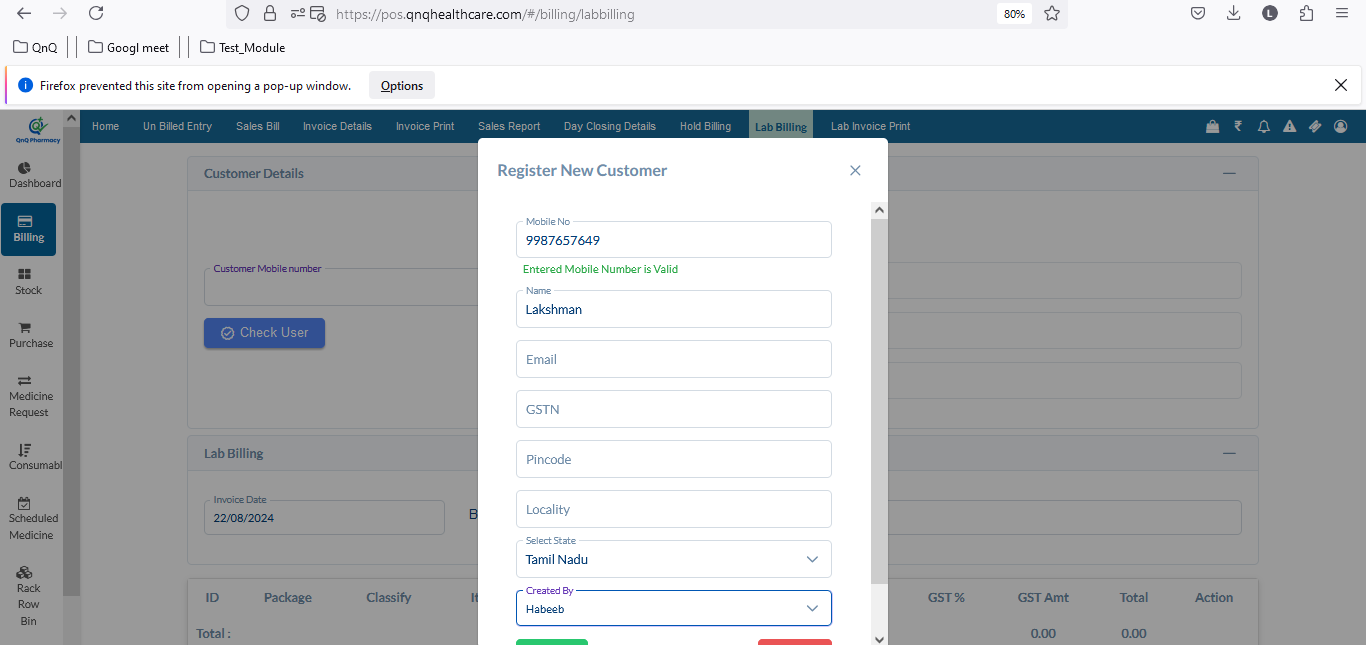 https://pos.qnqhealthcare.com/#/billing/labbilling
80%
L
QnQ
Googl meet
Test_Module
Firefox prevented this site from opening a pop-up window.
Options
QnQ Pharmacy
Home
Un Billed Entry
Sales Bill
Invoice Details
Invoice Print
Sales Report
Day Closing Details
Hold Billing
Lab Billing
Lab Invoice Print
Dashboard
Billing
Stock
Purchase
Medicine
Request
Consumabl
Scheduled
Medicine
Rack
Row
Bin
Customer Details
Customer Mobile number
Check User
Lab Billing
Invoice Date
22/08/2024
B
ID
Package
Classify
It
GST %
GST Amt
Total
Action
Total :
0.00
0.00
Register New Customer
Mobile No
9987657649
Entered Mobile Number is Valid
Name
Lakshman
Email
GSTN
Pincode
Locality
Select State
Tamil Nadu
Created By
Habeeb